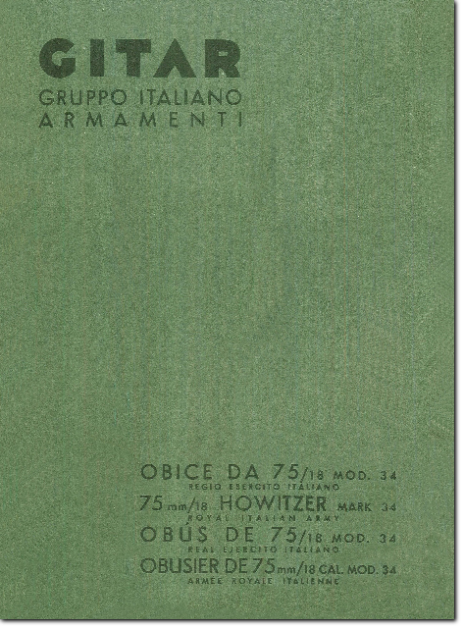 GITAR
GRUPPO ITALIANO
ARMAMENTI
OBICE DA 75/18 MOD. 34
REGIO ESERCITO ITALIANO
75 mm/18 HOWITZER MARK 34
ROYAL ITALIAN ARMY
OBÚS DE 75/18 MOD. 34
REAL EJERCITO ITALIANO
OBUSIER DE 75 mm/18 CAL. MOD. 34
ARMÉE ROYALE ITALIENNE